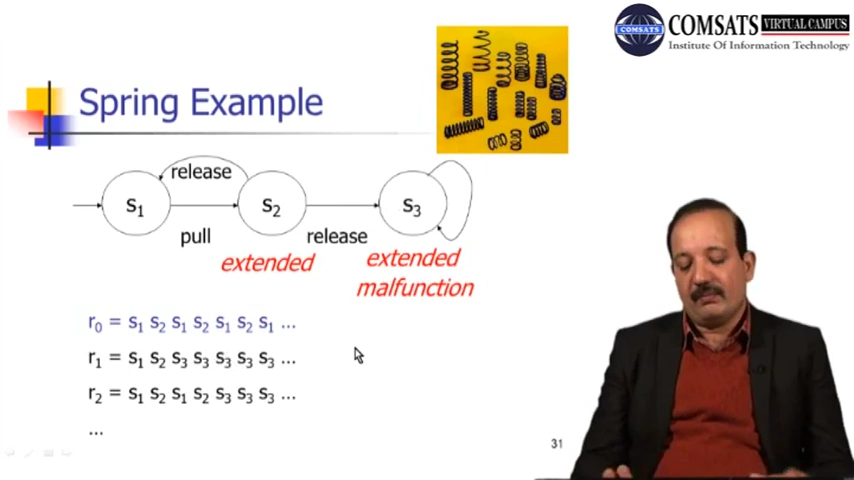 COMSATS VIRTUAL CAMPUS
COMSATS
Institute Of Information Technology
Spring Example
release
s1
s2
s3
pull
release
extended
extended
malfunction
r0 = s1 s2 s1 s2 s1 s2 s1 ...
r1 = s1 s2 s3 s3 s3 s3 s3 ...
r2 = s1 s2 s1 s2 s3 s3 s3 ...
...
31